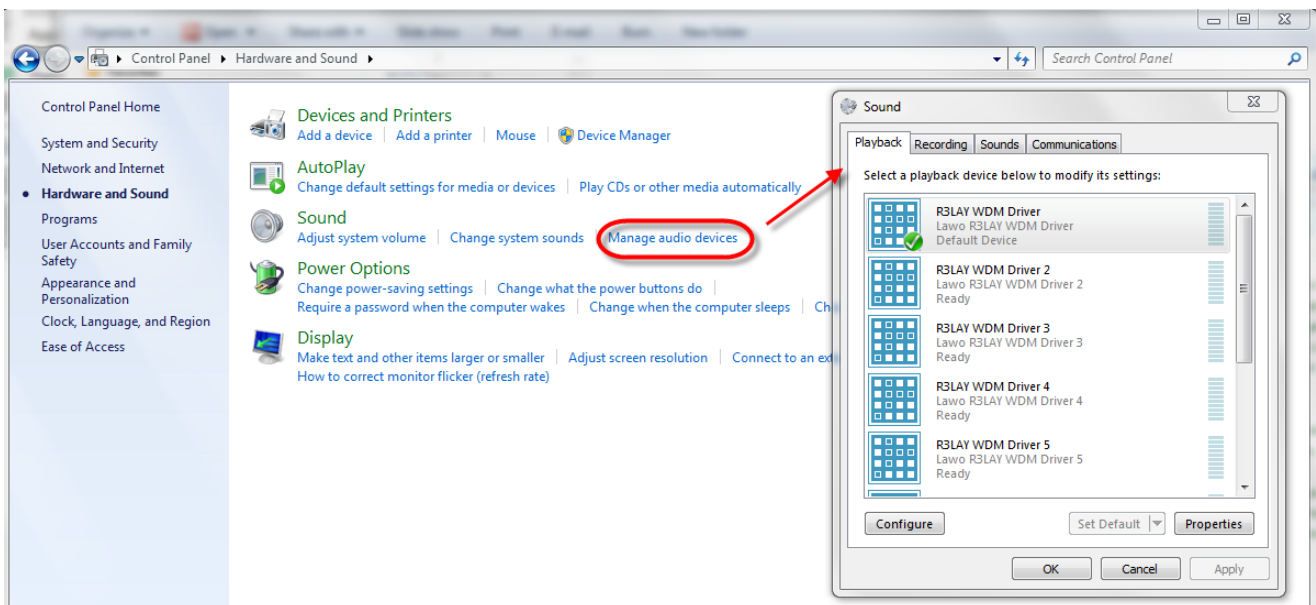 Control Panel ▸ Hardware and Sound ▸
Search Control Panel
Control Panel Home
System and Security
Network and Internet
Hardware and Sound
Programs
User Accounts and Family
Safety
Appearance and
Personalization
Clock, Language, and Region
Ease of Access
Devices and Printers
Add a device | Add a printer | Mouse | Device Manager
AutoPlay
Change default settings for media or devices | Play CDs or other media automatically
Sound
Adjust system volume | Change system sounds | Manage audio devices
Power Options
Change power-saving settings | Change what the power buttons do |
Require a password when the computer wakes | Change when the computer sleeps | Ch
Display
Make text and other items larger or smaller | Adjust screen resolution | Connect to an ex
How to correct monitor flicker (refresh rate)
Sound
Playback Recording Sounds Communications
Select a playback device below to modify its settings:
R3LAY WDM Driver
Lawo R3LAY WDM Driver
Default Device
R3LAY WDM Driver 2
Lawo R3LAY WDM Driver 2
Ready
R3LAY WDM Driver 3
Lawo R3LAY WDM Driver 3
Ready
R3LAY WDM Driver 4
Lawo R3LAY WDM Driver 4
Ready
R3LAY WDM Driver 5
Lawo R3LAY WDM Driver 5
Ready
Configure Set Default Properties
OK Cancel Apply